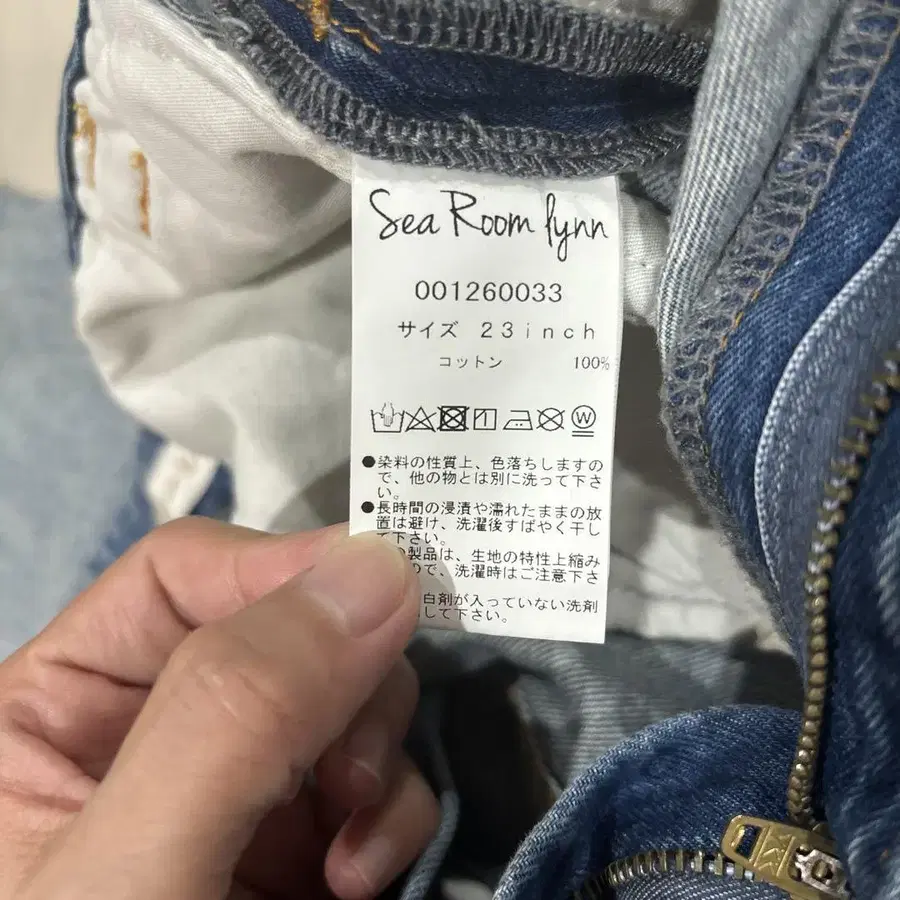 Sea Room lynn
001260033
サイズ 23inch
コットン 100%
W
●染料の性質上、色落ちしますの
で、他の物とは別に洗って下さ
い。
●長時間の浸漬や濡れたままの放
置は避け、洗濯後すばやく干し
て下さい。
の製品は、生地の特性上縮み
ので、洗濯時はご注意下さ
白剤が入っていない洗剤
して下さい。